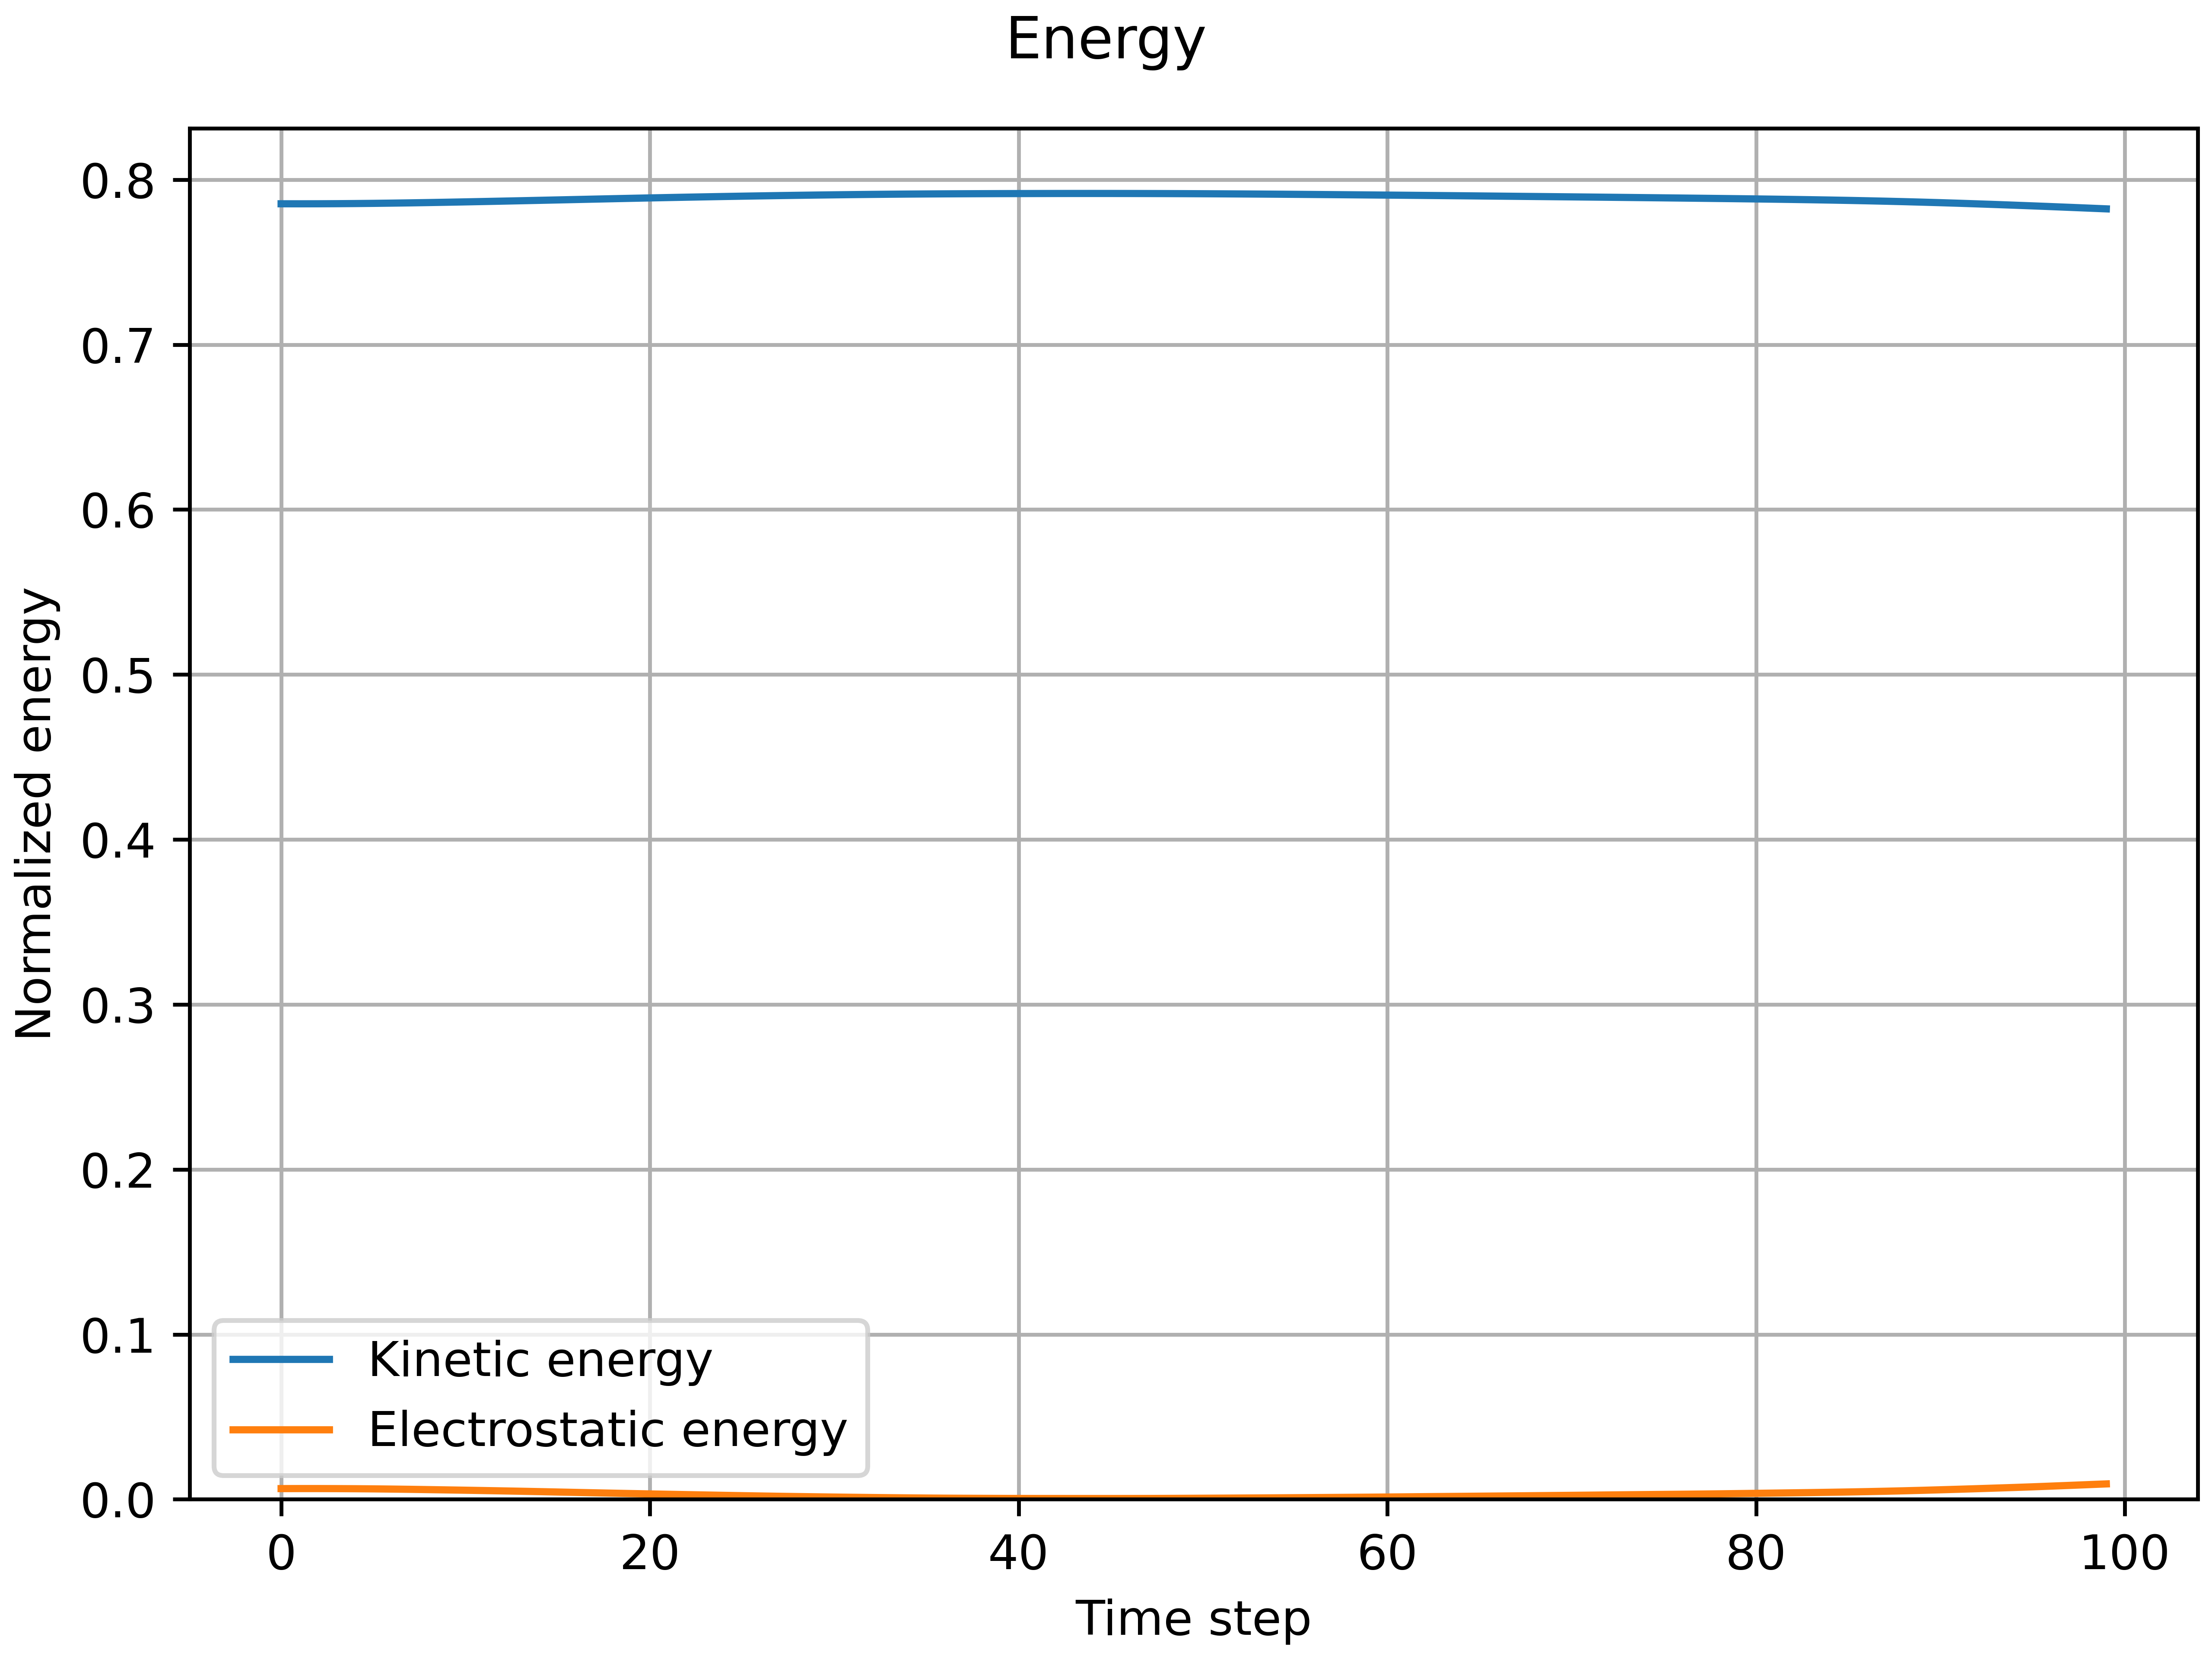 Energy
Normalized energy
0.8
0.7
0.6
0.5
0.4
0.3
0.2
0.1
0.0
Kinetic energy
Electrostatic energy
0 20 40 60 80 100
Time step